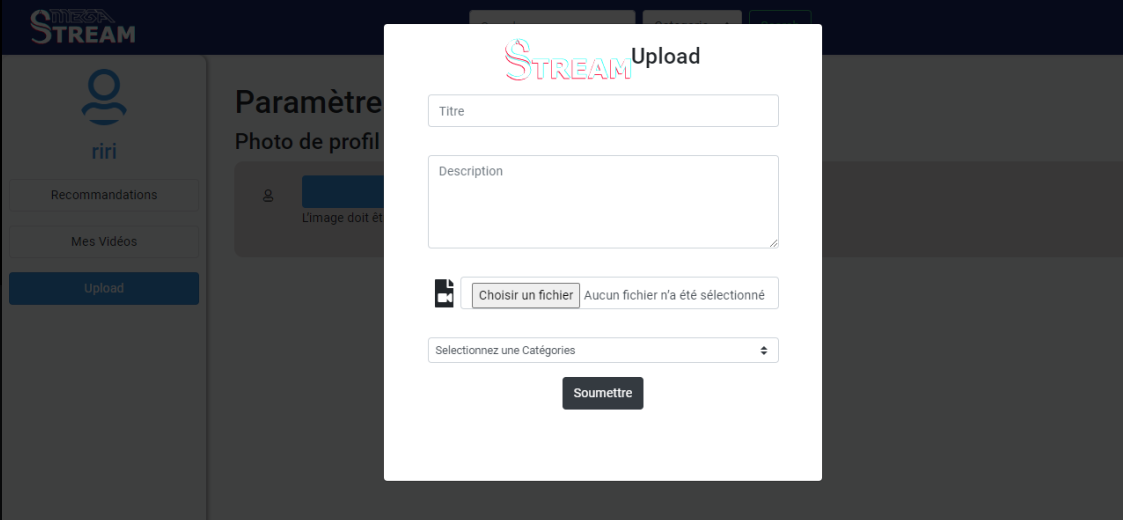 MEGA
STREAM
STREAM Upload
Titre
Paramètre
Photo de profil
riri
Description
Recommandations
L'image doit êt
Mes Vidéos
Upload
Choisir un fichier Aucun fichier n'a été sélectionné
Selectionnez une Catégories
Soumettre